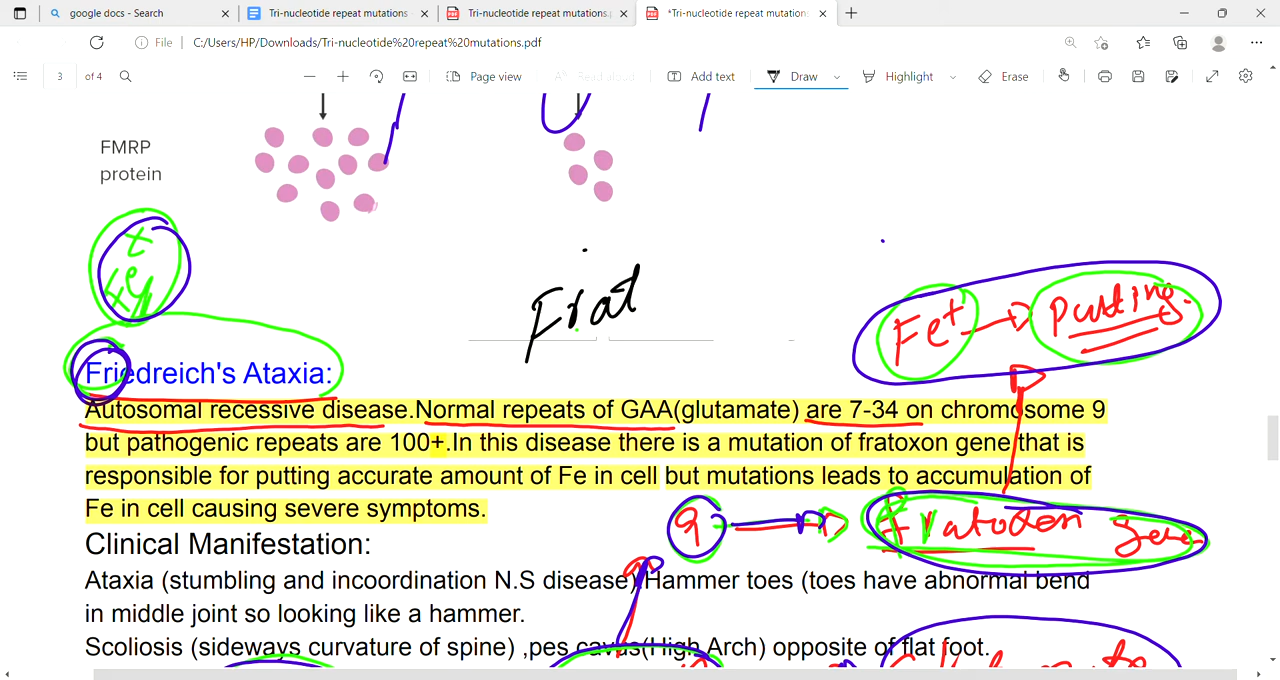 google docs - Search
Tri-nucleotide repeat mutations
Tri-nucleotide repeat mutations.
*Tri-nucleotide repeat mutations
File
C:/Users/HP/Downloads/Tri-nucleotide%20repeat%20mutations.pdf
3 of 4
Page view
Read aloud
Add text
Draw
Highlight
Erase
FMRP
protein
Frat
Fe+ → Putting
Friedreich's Ataxia:
Autosomal recessive disease.Normal repeats of GAA(glutamate) are 7-34 on chromosome 9
but pathogenic repeats are 100+.In this disease there is a mutation of fratoxon gene that is
responsible for putting accurate amount of Fe in cell but mutations leads to accumulation of
Fe in cell causing severe symptoms.
9 → fratoxon gene
Clinical Manifestation:
Ataxia (stumbling and incoordination N.S disease).Hammer toes (toes have abnormal bend
in middle joint so looking like a hammer.
Scoliosis (sideways curvature of spine) ,pes cavus(High Arch) opposite of flat foot.